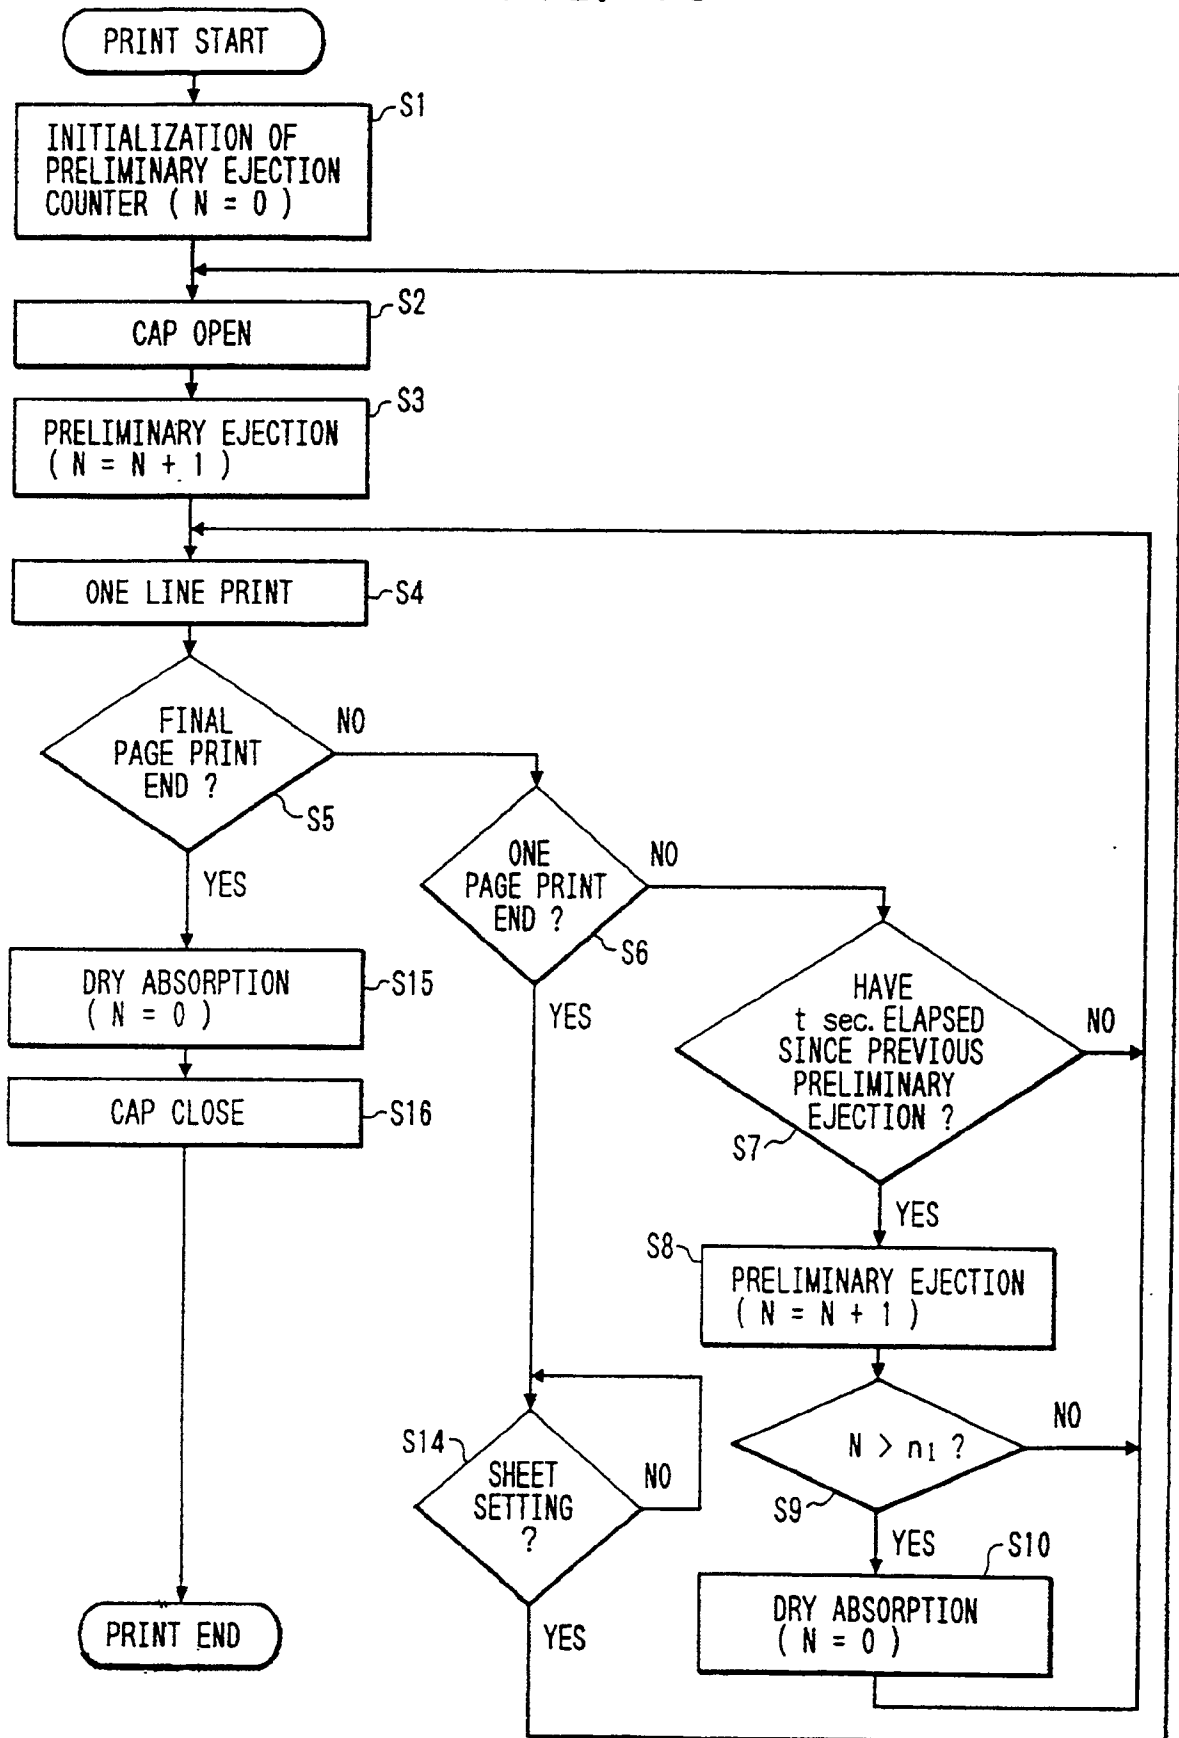 PRINT START
S1
INITIALIZATION OF
PRELIMINARY EJECTION
COUNTER ( N = 0 )
S2
CAP OPEN
S3
PRELIMINARY EJECTION
( N = N + 1 )
ONE LINE PRINT
S4
FINAL
PAGE PRINT
END ?
NO
S5
YES
ONE
PAGE PRINT
END ?
NO
S6
YES
HAVE
t sec. ELAPSED
SINCE PREVIOUS
PRELIMINARY
EJECTION ?
NO
S7
YES
DRY ABSORPTION
( N = 0 )
S15
CAP CLOSE
S16
S8
PRELIMINARY EJECTION
( N = N + 1 )
N > n1 ?
NO
S9
YES
S14
SHEET
SETTING
?
NO
YES
S10
DRY ABSORPTION
( N = 0 )
PRINT END